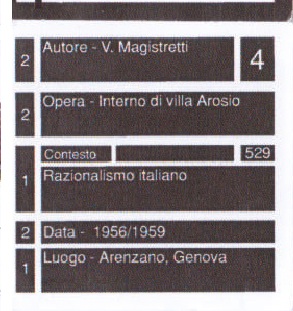 2 Autore - V. Magistretti 4
2 Opera - Interno di villa Arosio
Contesto 529
1 Razionalismo italiano
2 Data - 1956/1959
1 Luogo - Arenzano, Genova